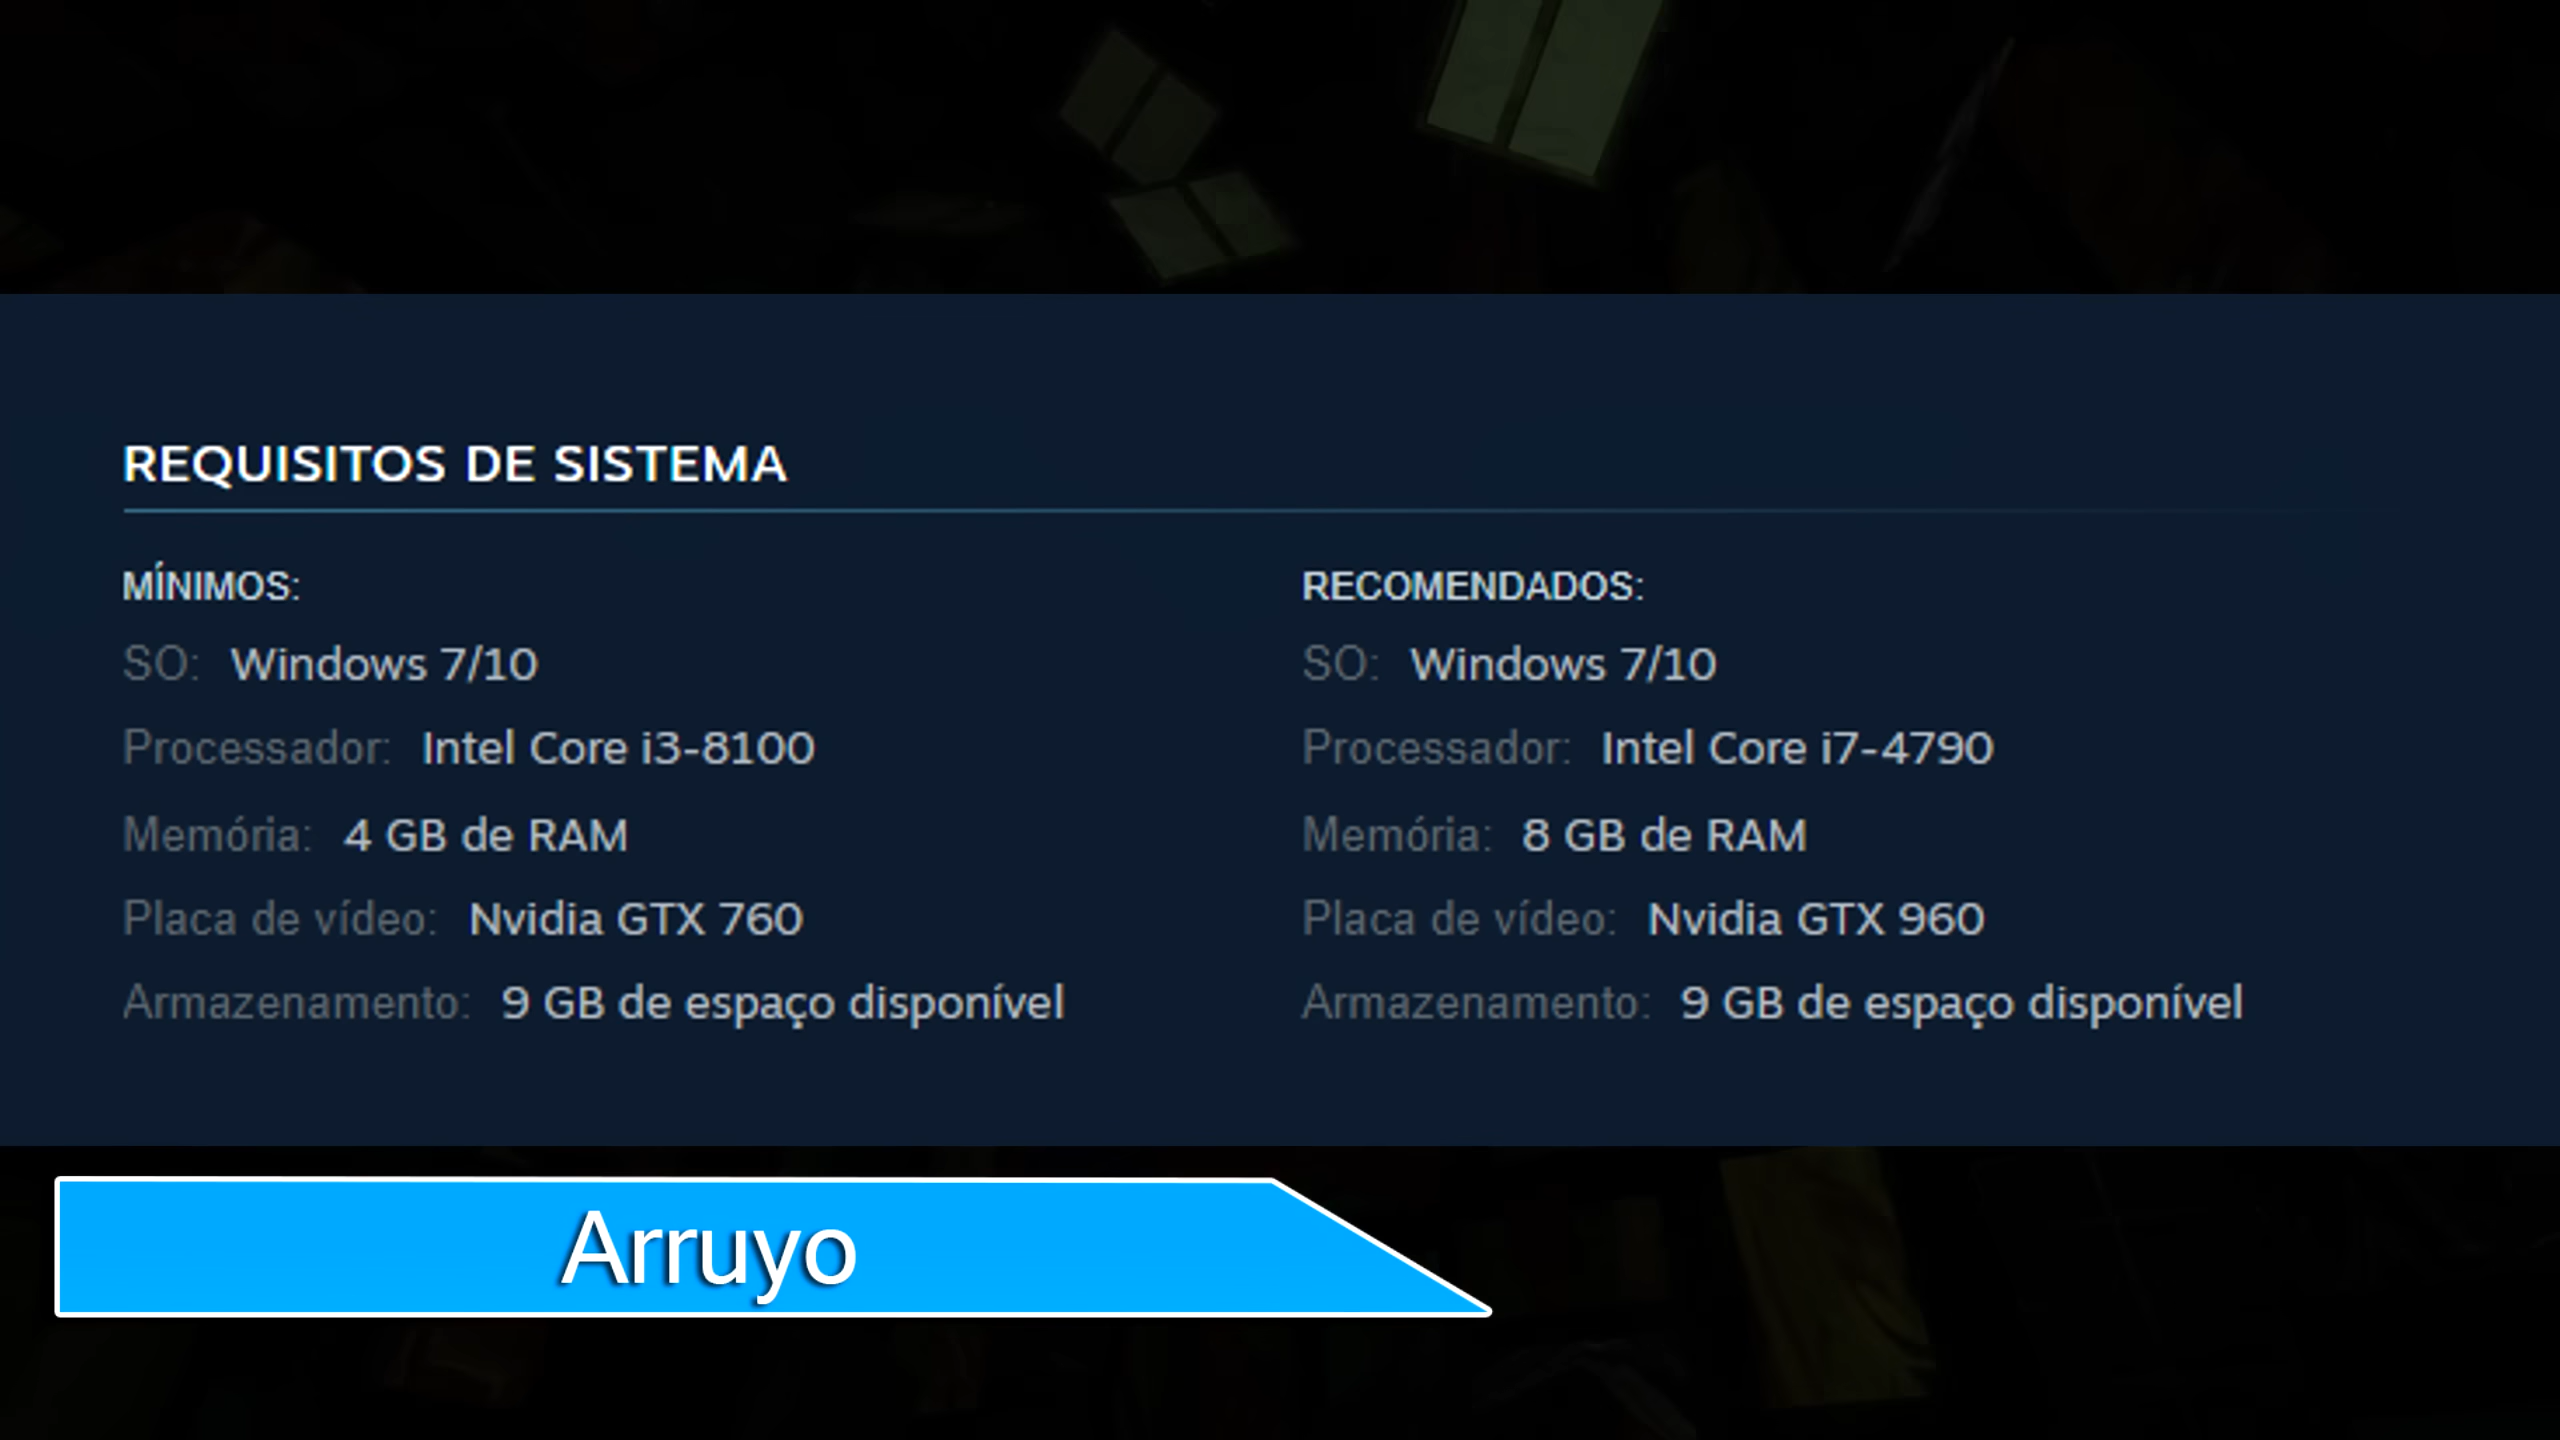 REQUISITOS DE SISTEMA
MÍNIMOS:
SO: Windows 7/10
Processador: Intel Core i3-8100
Memória: 4 GB de RAM
Placa de vídeo: Nvidia GTX 760
Armazenamento: 9 GB de espaço disponível
RECOMENDADOS:
SO: Windows 7/10
Processador: Intel Core i7-4790
Memória: 8 GB de RAM
Placa de vídeo: Nvidia GTX 960
Armazenamento: 9 GB de espaço disponível
Arruyo